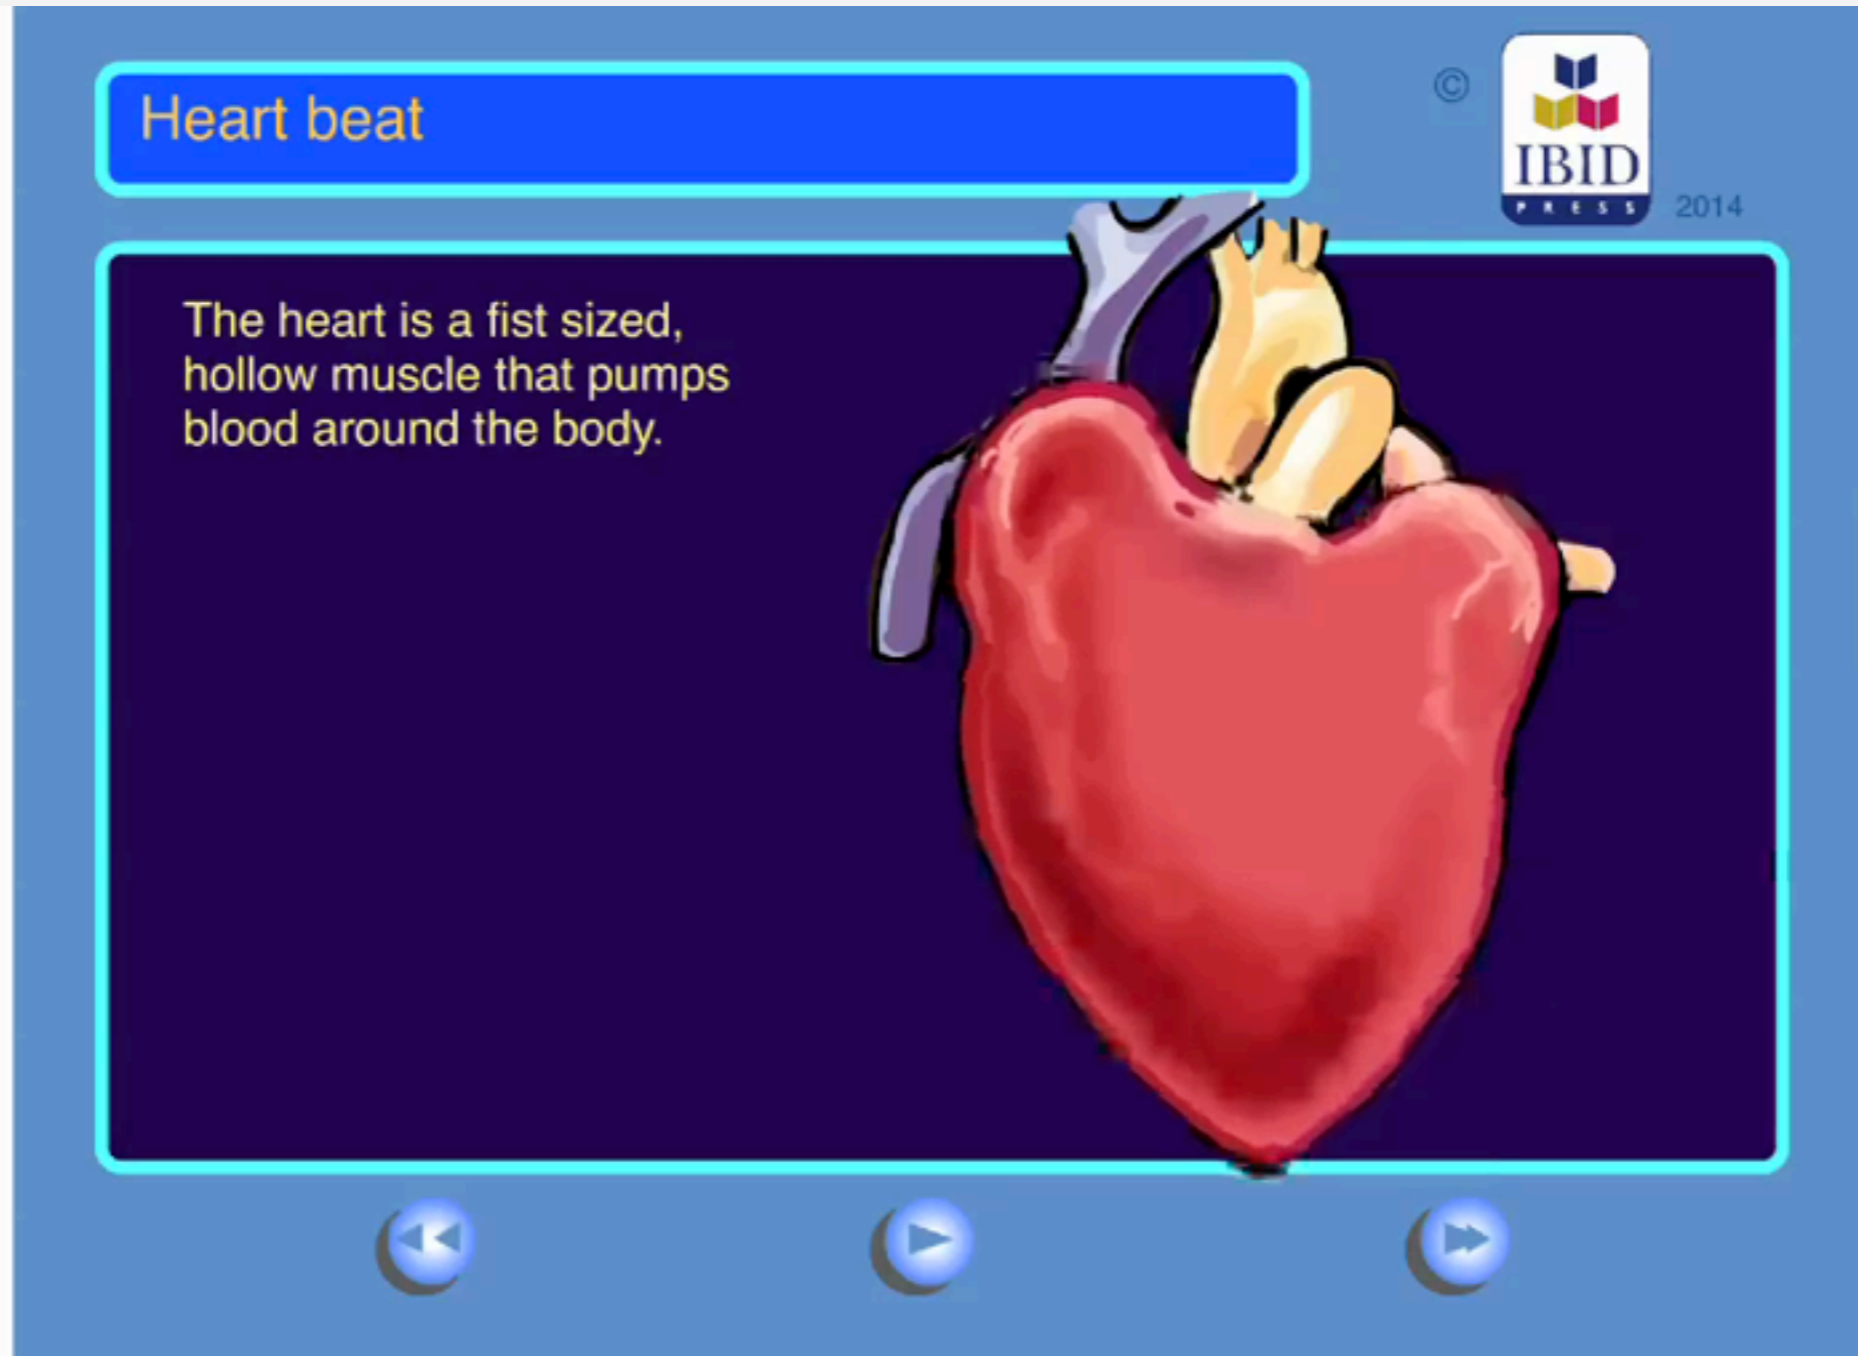 Heart beat
©
IBID
PRESS
2014
The heart is a fist sized,
hollow muscle that pumps
blood around the body.